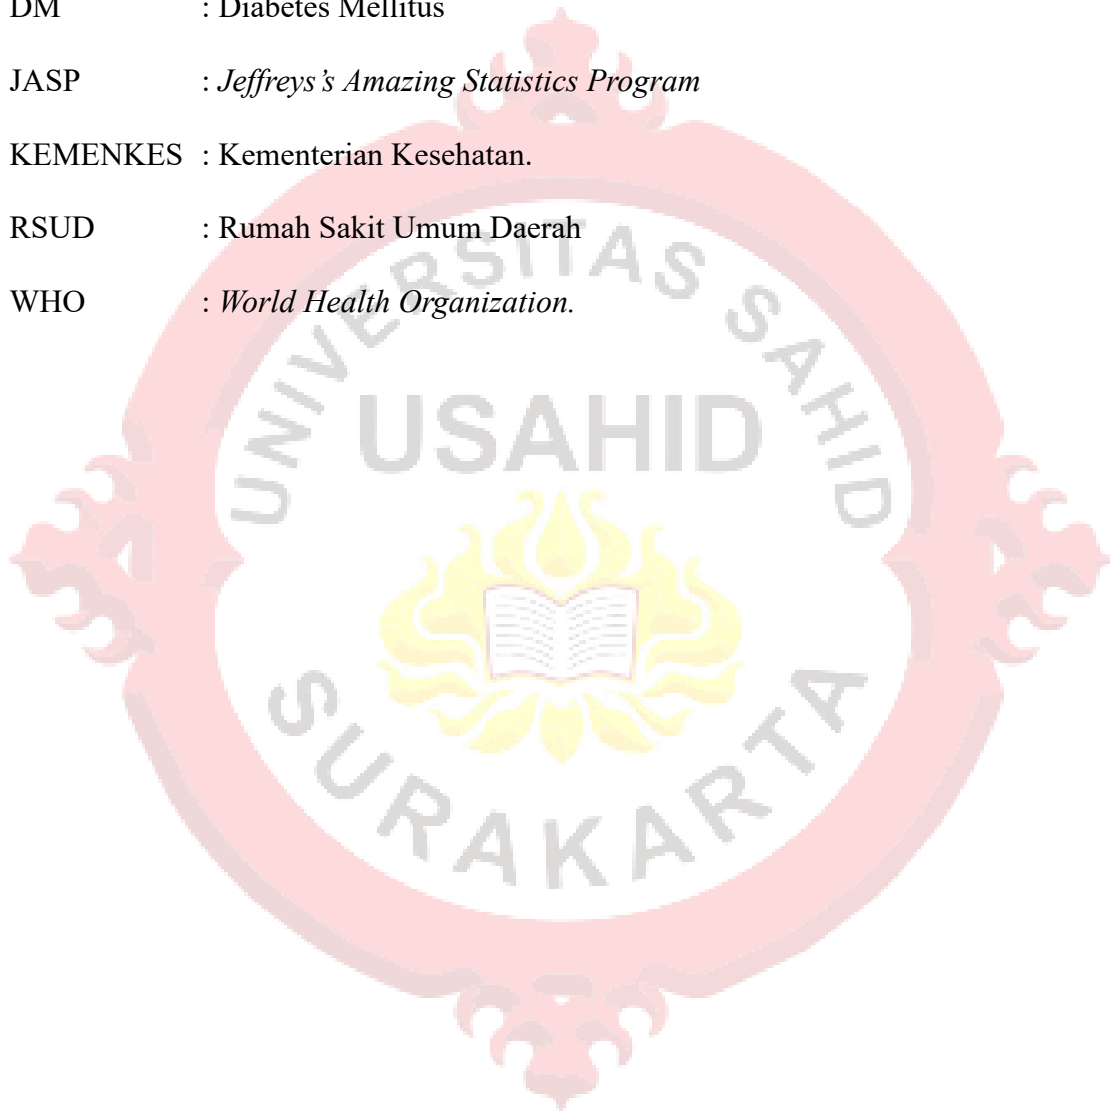 DM : Diabetes Mellitus
JASP : Jeffreys’s Amazing Statistics Program
KEMENKES : Kementerian Kesehatan.
RSUD : Rumah Sakit Umum Daerah
WHO : World Health Organization.
UNIVERSITAS SAHID
USAHID
SURAKARTA